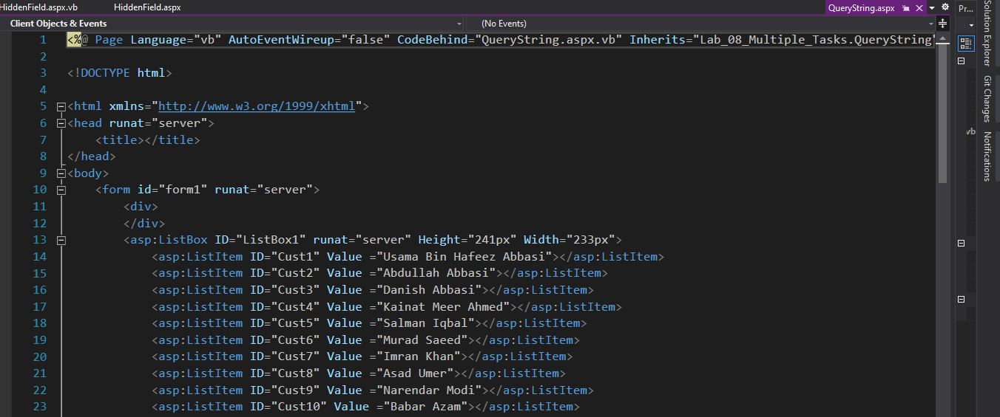 HiddenField.aspx.vb HiddenField.aspx QueryString.aspx
Client Objects & Events (No Events)
1 <%@ Page Language="vb" AutoEventWireup="false" CodeBehind="QueryString.aspx.vb" Inherits="Lab_08_Multiple_Tasks.QueryString"
2
3 <!DOCTYPE html>
4
5 <html xmlns="http://www.w3.org/1999/xhtml">
6 <head runat="server">
7 <title></title>
8 </head>
9 <body>
10 <form id="form1" runat="server">
11 <div>
12 </div>
13 <asp:ListBox ID="ListBox1" runat="server" Height="241px" Width="233px">
14 <asp:ListItem ID="Cust1" Value ="Usama Bin Hafeez Abbasi"></asp:ListItem>
15 <asp:ListItem ID="Cust2" Value ="Abdullah Abbasi"></asp:ListItem>
16 <asp:ListItem ID="Cust3" Value ="Danish Abbasi"></asp:ListItem>
17 <asp:ListItem ID="Cust4" Value ="Kainat Meer Ahmed"></asp:ListItem>
18 <asp:ListItem ID="Cust5" Value ="Salman Iqbal"></asp:ListItem>
19 <asp:ListItem ID="Cust6" Value ="Murad Saeed"></asp:ListItem>
20 <asp:ListItem ID="Cust7" Value ="Imran Khan"></asp:ListItem>
21 <asp:ListItem ID="Cust8" Value ="Asad Umer"></asp:ListItem>
22 <asp:ListItem ID="Cust9" Value ="Narendar Modi"></asp:ListItem>
23 <asp:ListItem ID="Cust10" Value ="Babar Azam"></asp:ListItem>
Pr...
vb
Solution Explorer
Git Changes
Notifications